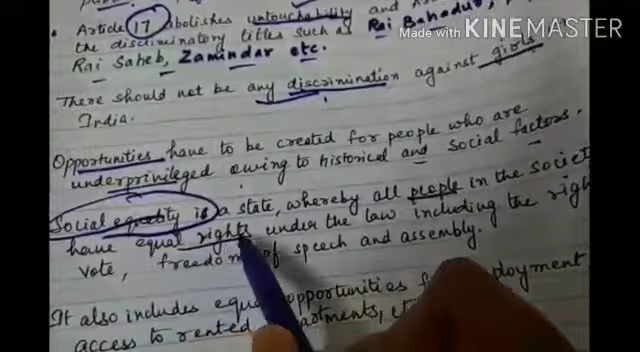 Article 17 Abolishes untouchability and
the discriminatory titles such as Rai Bahadur,
Rai Saheb, Zamindar etc.
There should not be any discrimination against girls
India.
Opportunities have to be created for people who are
underprivileged owing to historical and social factors.
Social equality is a state, whereby all people in the
have equal rights under the law including the
vote, freedom of speech and assembly.
It also includes opportunities
access to rented
Made with KINEMASTER